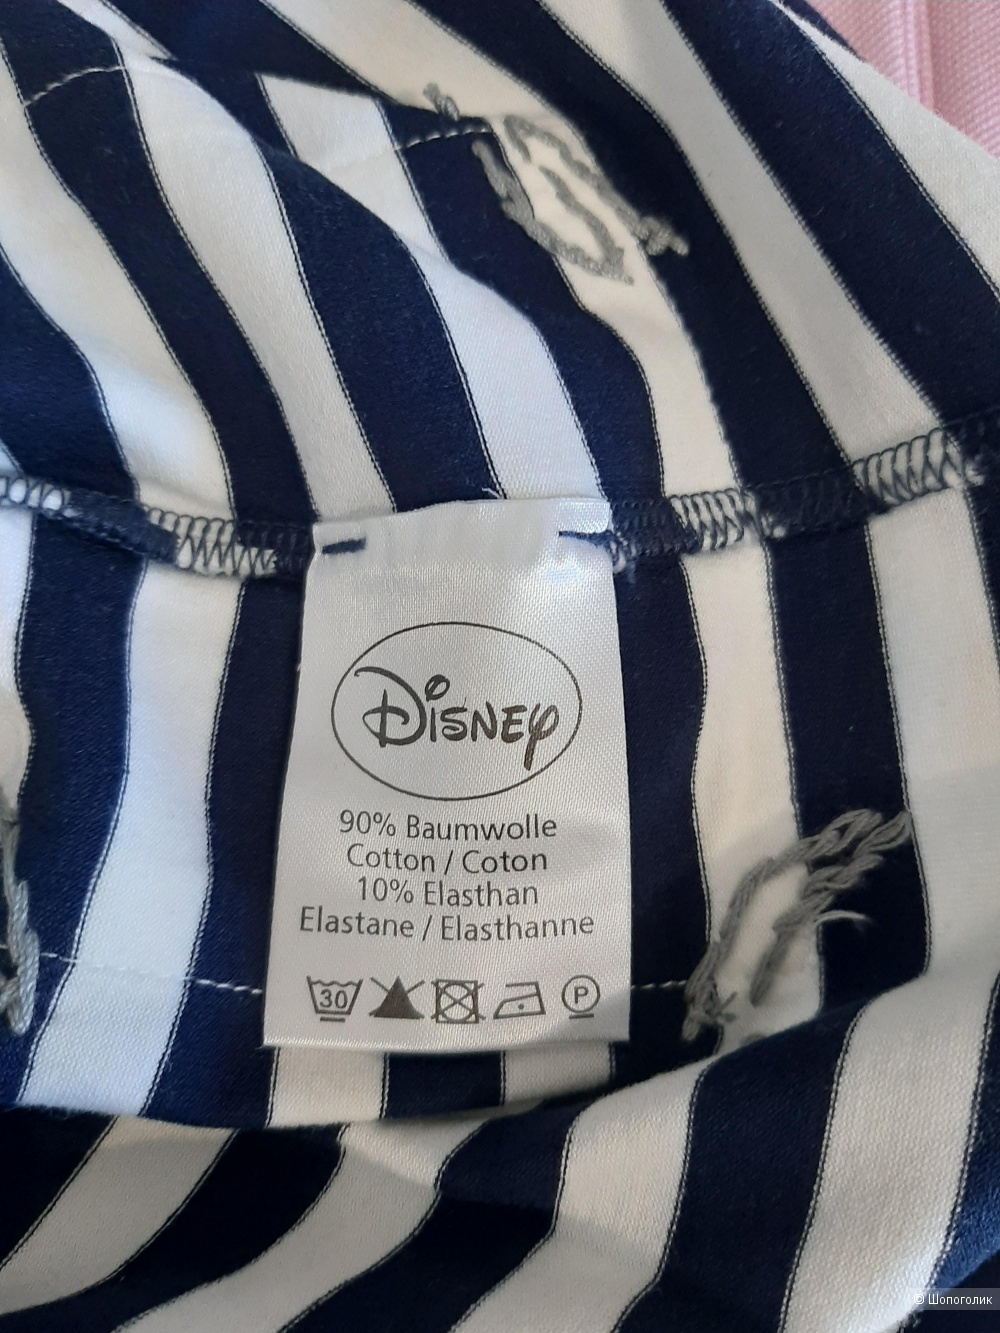 Disney
90% Baumwolle
Cotton / Coton
10% Elasthan
Elastane / Elasthanne
30 P
© Шопоголик